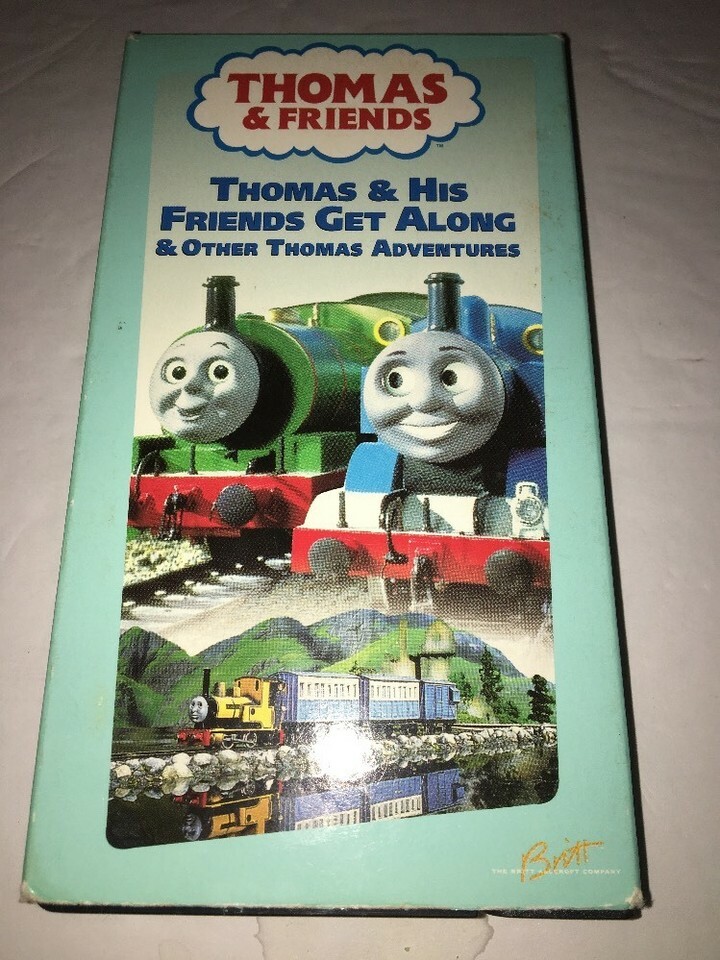 THOMAS
& FRIENDS
™
THOMAS & HIS
FRIENDS GET ALONG
& OTHER THOMAS ADVENTURES
Britt
THE BRITT ALLCROFT COMPANY